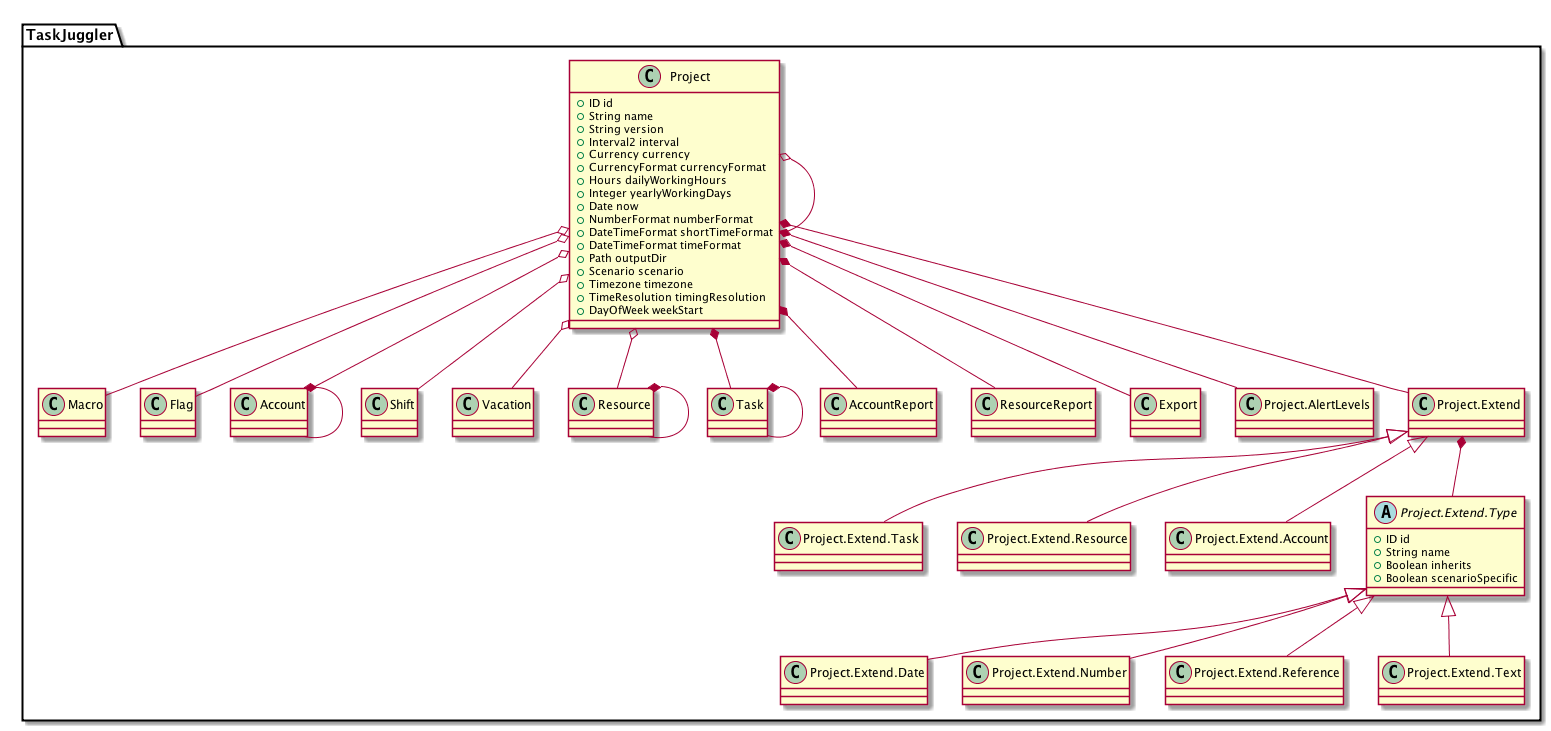 TaskJuggler
C Project
ID id
String name
String version
Interval2 interval
Currency currency
CurrencyFormat currencyFormat
Hours dailyWorkingHours
Integer yearlyWorkingDays
Date now
NumberFormat numberFormat
DateTimeFormat shortTimeFormat
DateTimeFormat timeFormat
Path outputDir
Scenario scenario
Timezone timezone
TimeResolution timingResolution
DayOfWeek weekStart
C Macro
C Flag
C Account
C Shift
C Vacation
C Resource
C Task
C AccountReport
C ResourceReport
C Export
C Project.AlertLevels
C Project.Extend
C Project.Extend.Task
C Project.Extend.Resource
C Project.Extend.Account
A Project.Extend.Type
ID id
String name
Boolean inherits
Boolean scenarioSpecific
C Project.Extend.Date
C Project.Extend.Number
C Project.Extend.Reference
C Project.Extend.Text